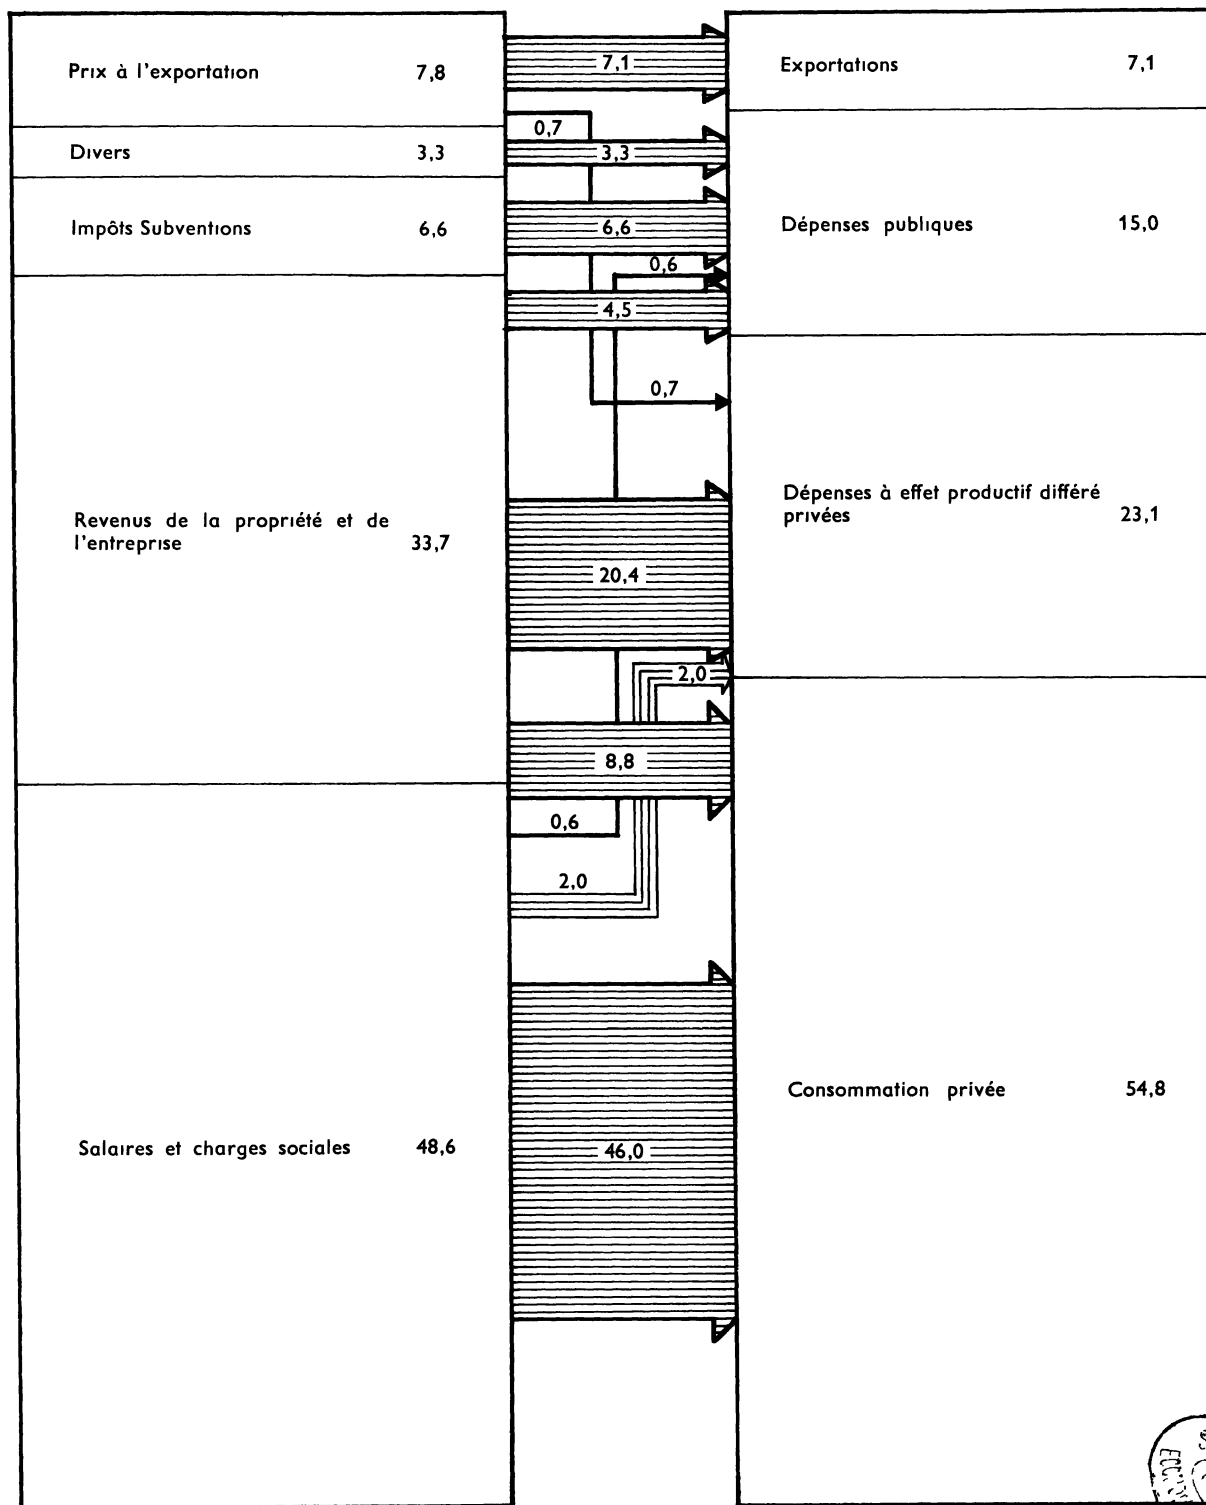 Prix à l'exportation 7,8
7,1
Exportations 7,1
0,7
Divers 3,3
3,3
Impôts Subventions 6,6
6,6
Dépenses publiques 15,0
0,6
4,5
0,7
Dépenses à effet productif différé
privées 23,1
Revenus de la propriété et de
l'entreprise 33,7
20,4
2,0
8,8
0,6
2,0
Consommation privée 54,8
Salaires et charges sociales 48,6
46,0